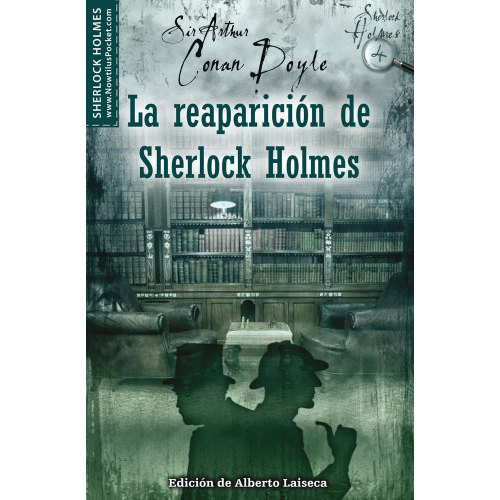 SHERLOCK HOLMES
www.NowtilusPocket.com
Sir Arthur
Conan Doyle
Sherlock
Holmes
4
La reaparición de
Sherlock Holmes
Edición de Alberto Laiseca